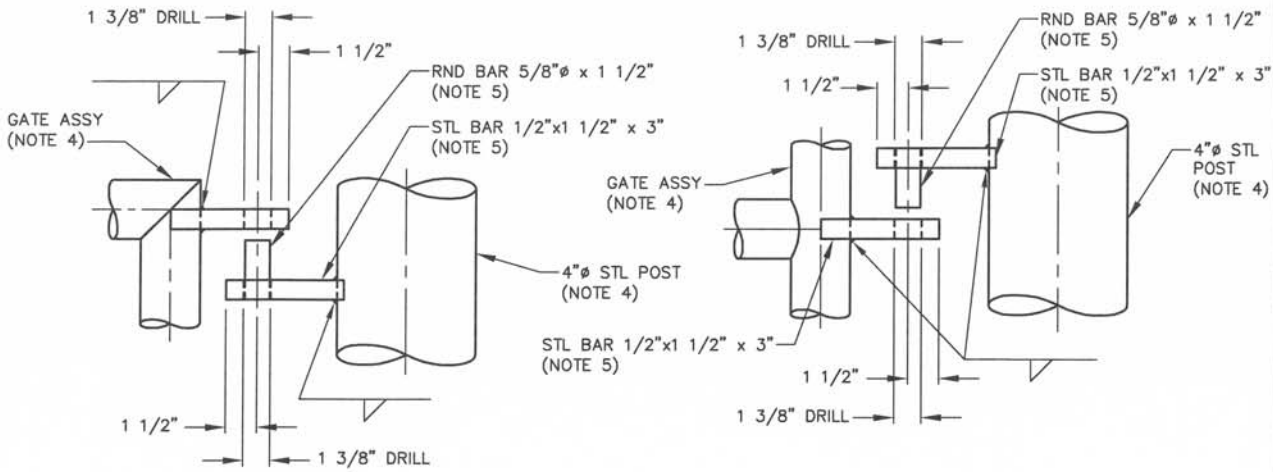 1 3/8" DRILL
1 1/2"
RND BAR 5/8"ø x 1 1/2"
(NOTE 5)
STL BAR 1/2"x1 1/2" x 3"
(NOTE 5)
GATE ASSY
(NOTE 4)
4"ø STL POST
(NOTE 4)
1 1/2"
1 3/8" DRILL
RND BAR 5/8"ø x 1 1/2"
(NOTE 5)
1 3/8" DRILL
1 1/2"
STL BAR 1/2"x1 1/2" x 3"
(NOTE 5)
4"ø STL
POST
(NOTE 4)
GATE ASSY
(NOTE 4)
STL BAR 1/2"x1 1/2" x 3"
(NOTE 5)
1 1/2"
1 3/8" DRILL